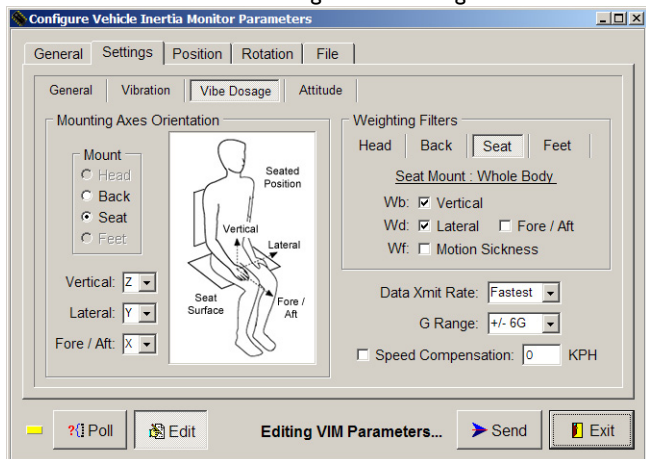 Configure Vehicle Inertia Monitor Parameters
General Settings Position Rotation File
General Vibration Vibe Dosage Attitude
Mounting Axes Orientation
Mount
Head
Back
Seat
Feet
Vertical: Z
Lateral: Y
Fore / Aft: X
Seated
Position
Vertical
Lateral
Seat
Surface
Fore /
Aft
Weighting Filters
Head Back Seat Feet
Seat Mount : Whole Body
Wb: Vertical
Wd: Lateral Fore / Aft
Wf: Motion Sickness
Data Xmit Rate: Fastest
G Range: +/- 6G
Speed Compensation: 0 KPH
?{} Poll Edit Editing VIM Parameters... Send Exit